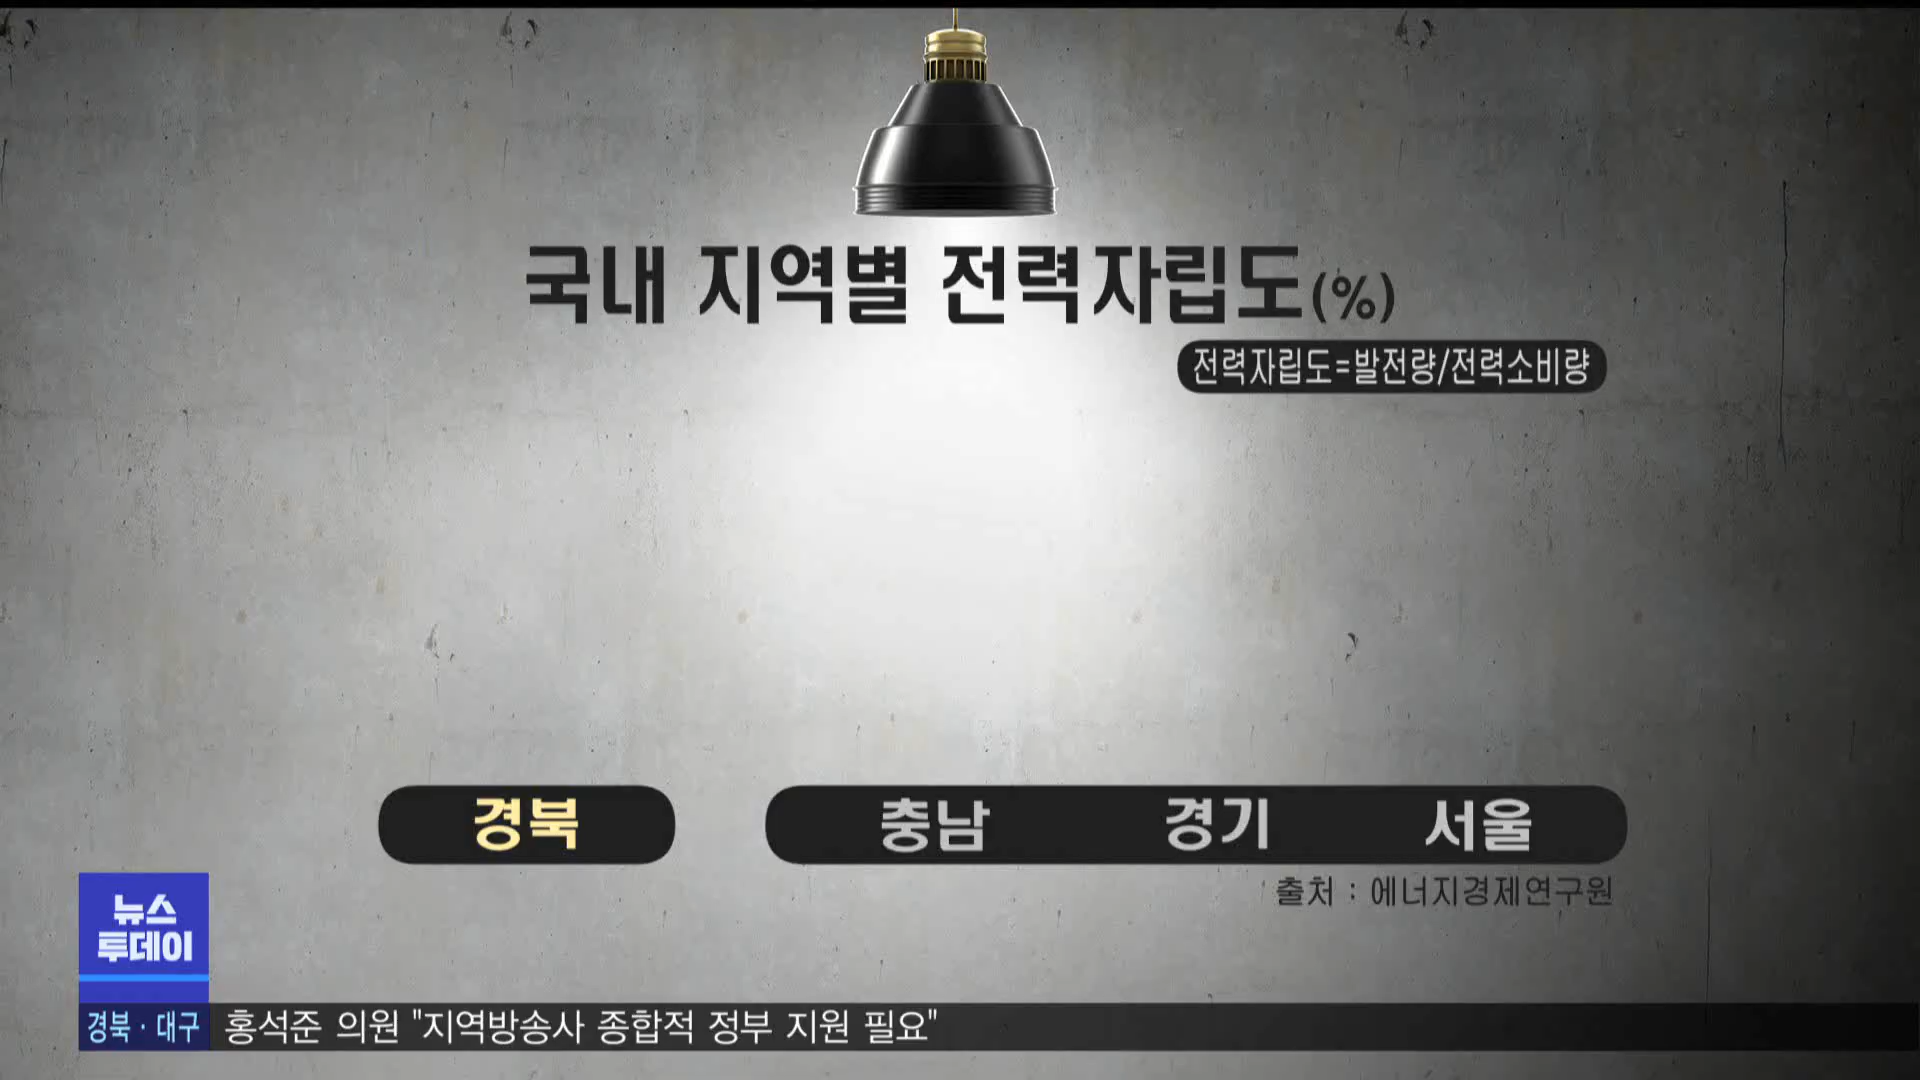 국내 지역별 전력자립도(%)
전력자립도=발전량/전력소비량
경북 충남 경기 서울
출처 : 에너지경제연구원
뉴스
투데이
경북·대구 홍석준 의원 "지역방송사 종합적 정부 지원 필요"